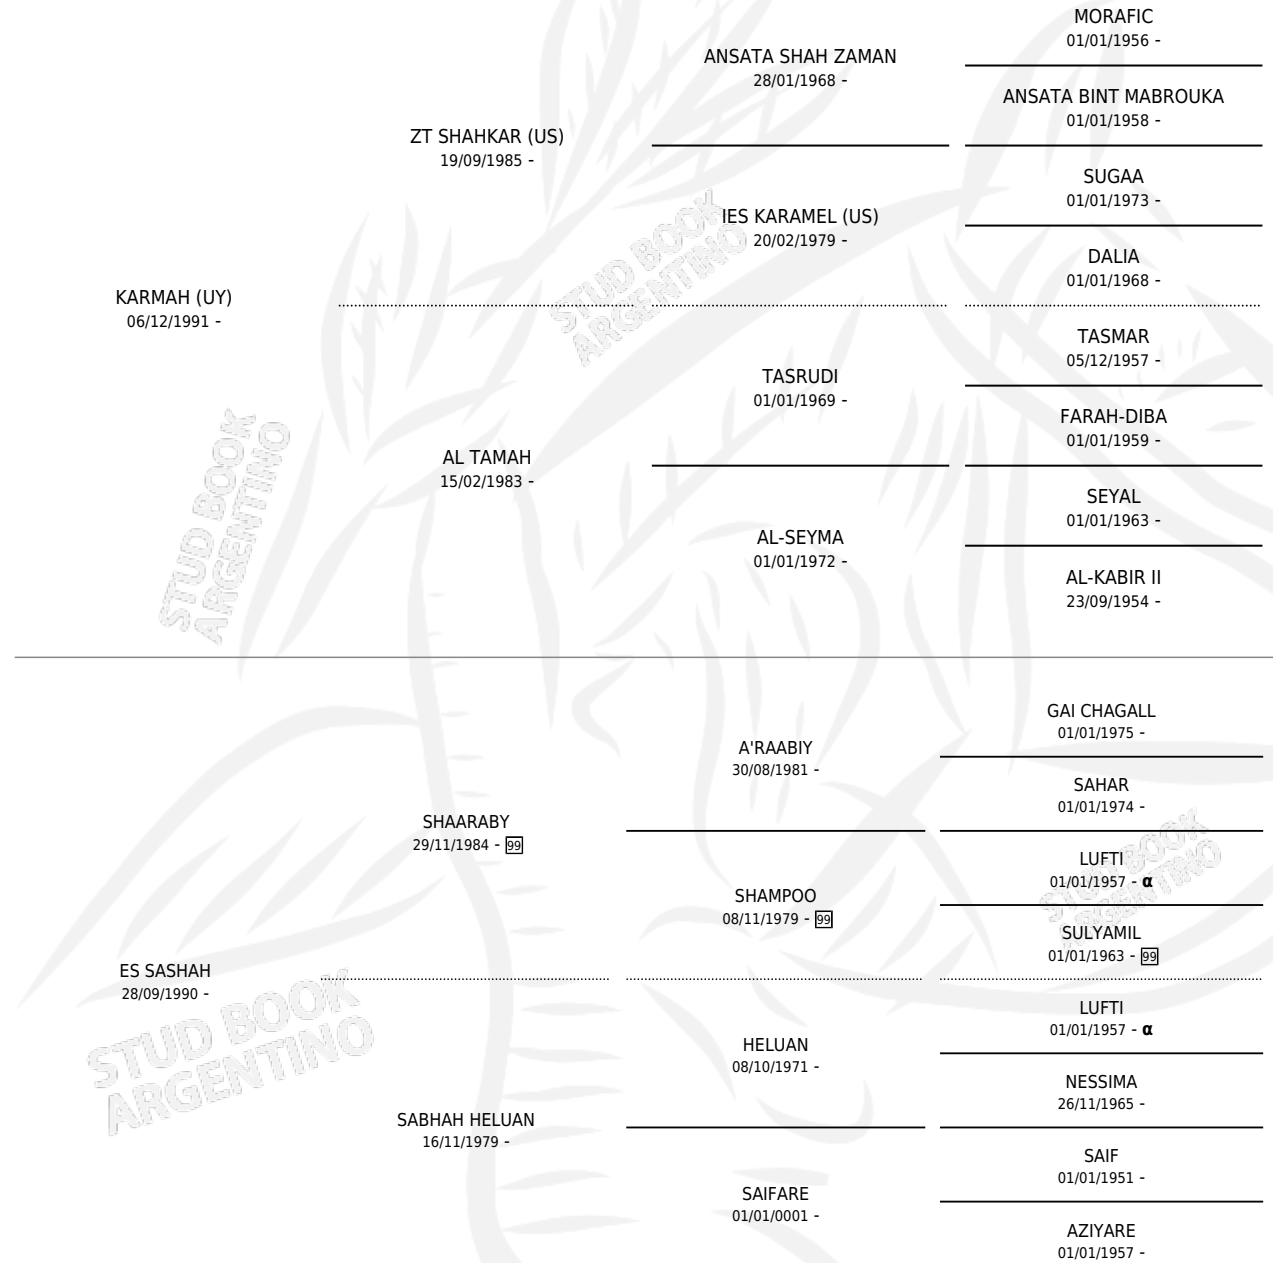 MORAFIC
01/01/1956 -
ANSATA SHAH ZAMAN
28/01/1968 -
ANSATA BINT MABROUKA
01/01/1958 -
ZT SHAHKAR (US)
19/09/1985 -
SUGAA
01/01/1973 -
IES KARAMEL (US)
20/02/1979 -
DALIA
01/01/1968 -
KARMAH (UY)
06/12/1991 -
TASMAR
05/12/1957 -
TASRUDI
01/01/1969 -
FARAH-DIBA
01/01/1959 -
AL TAMAH
15/02/1983 -
SEYAL
01/01/1963 -
AL-SEYMA
01/01/1972 -
AL-KABIR II
23/09/1954 -
GAI CHAGALL
01/01/1975 -
A'RAABIY
30/08/1981 -
SAHAR
01/01/1974 -
SHAARABY
29/11/1984 - 99
LUFTI
01/01/1957 - α
SHAMPOO
08/11/1979 - 99
SULYAMIL
01/01/1963 - 99
ES SASHAH
28/09/1990 -
LUFTI
01/01/1957 - α
HELUAN
08/10/1971 -
NESSIMA
26/11/1965 -
SABHAH HELUAN
16/11/1979 -
SAIF
01/01/1951 -
SAIFARE
01/01/0001 -
AZIYARE
01/01/1957 -
STUD BOOK
ARGENTINO
STUD BOOK
ARGENTINO
STUD BOOK
ARGENTINO
STUD BOOK
ARGENTINO